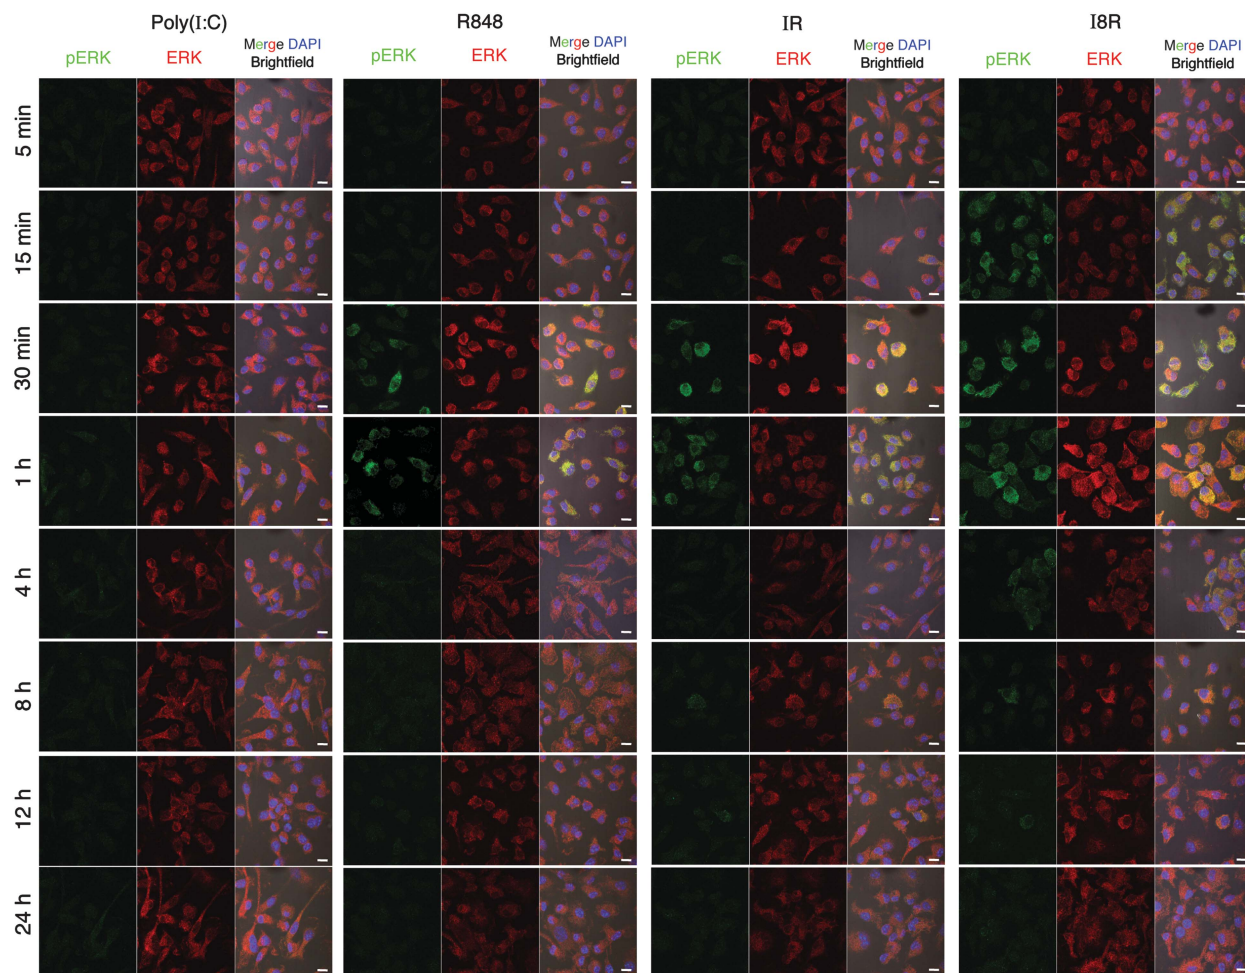 Poly(I:C) R848 IR I8R
pERK ERK Merge DAPI Brightfield pERK ERK Merge DAPI Brightfield pERK ERK Merge DAPI Brightfield pERK ERK Merge DAPI Brightfield
5 min
15 min
30 min
1 h
4 h
8 h
12 h
24 h